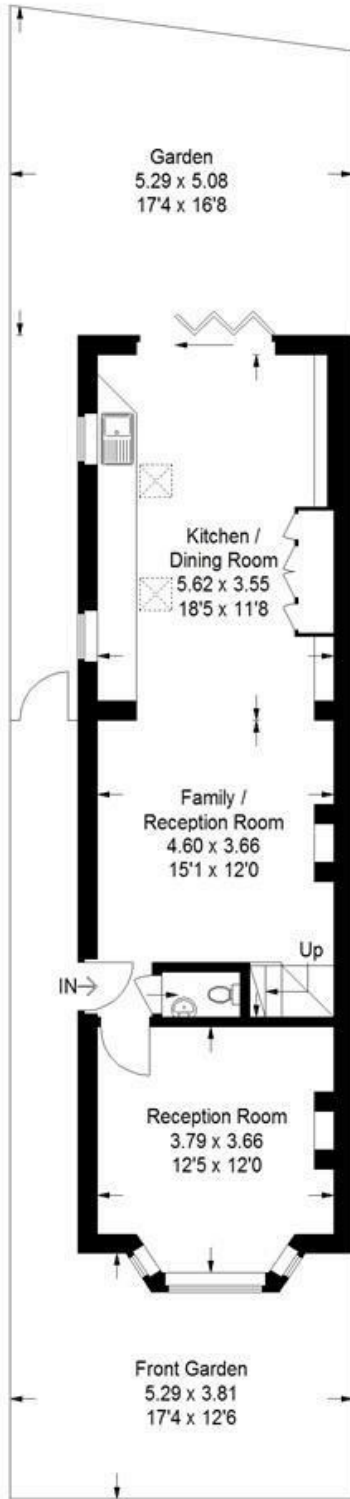 Garden
5.29 x 5.08
17'4 x 16'8
Kitchen /
Dining Room
5.62 x 3.55
18'5 x 11'8
Family /
Reception Room
4.60 x 3.66
15'1 x 12'0
Up
IN
Reception Room
3.79 x 3.66
12'5 x 12'0
Front Garden
5.29 x 3.81
17'4 x 12'6